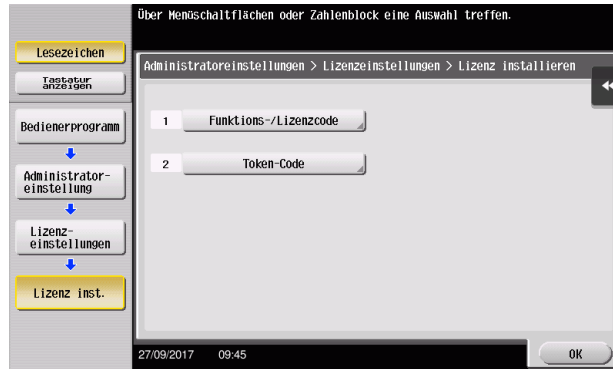 Über Menüschaltflächen oder Zahlenblock eine Auswahl treffen.
Lesezeichen
Tastatur
anzeigen
Administratoreinstellungen > Lizenzeinstellungen > Lizenz installieren
Bedienerprogramm
Administrator-
einstellung
Lizenz-
einstellungen
Lizenz inst.
1 Funktions-/Lizenzcode
2 Token-Code
27/09/2017 09:45
OK